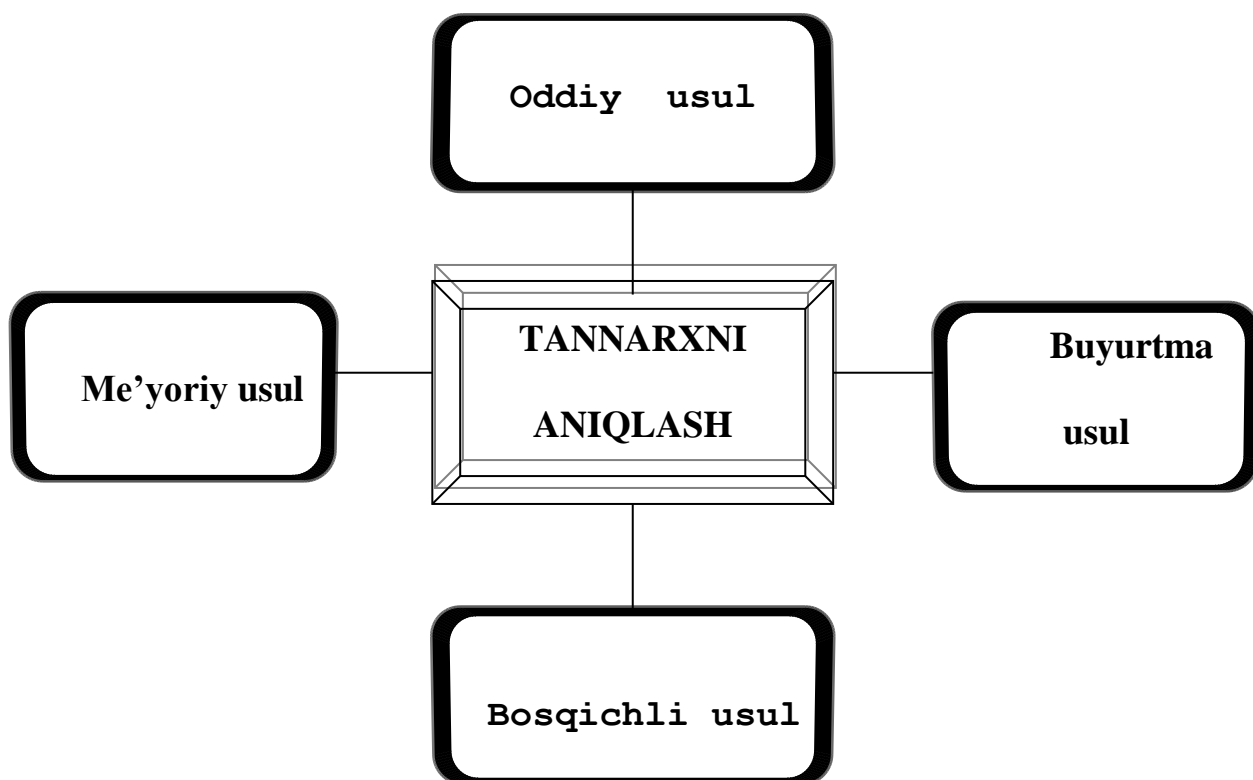 Oddiy usul
TANNARXNI
ANIQLASH
Me’yoriy usul
Buyurtma
usul
Bosqichli usul